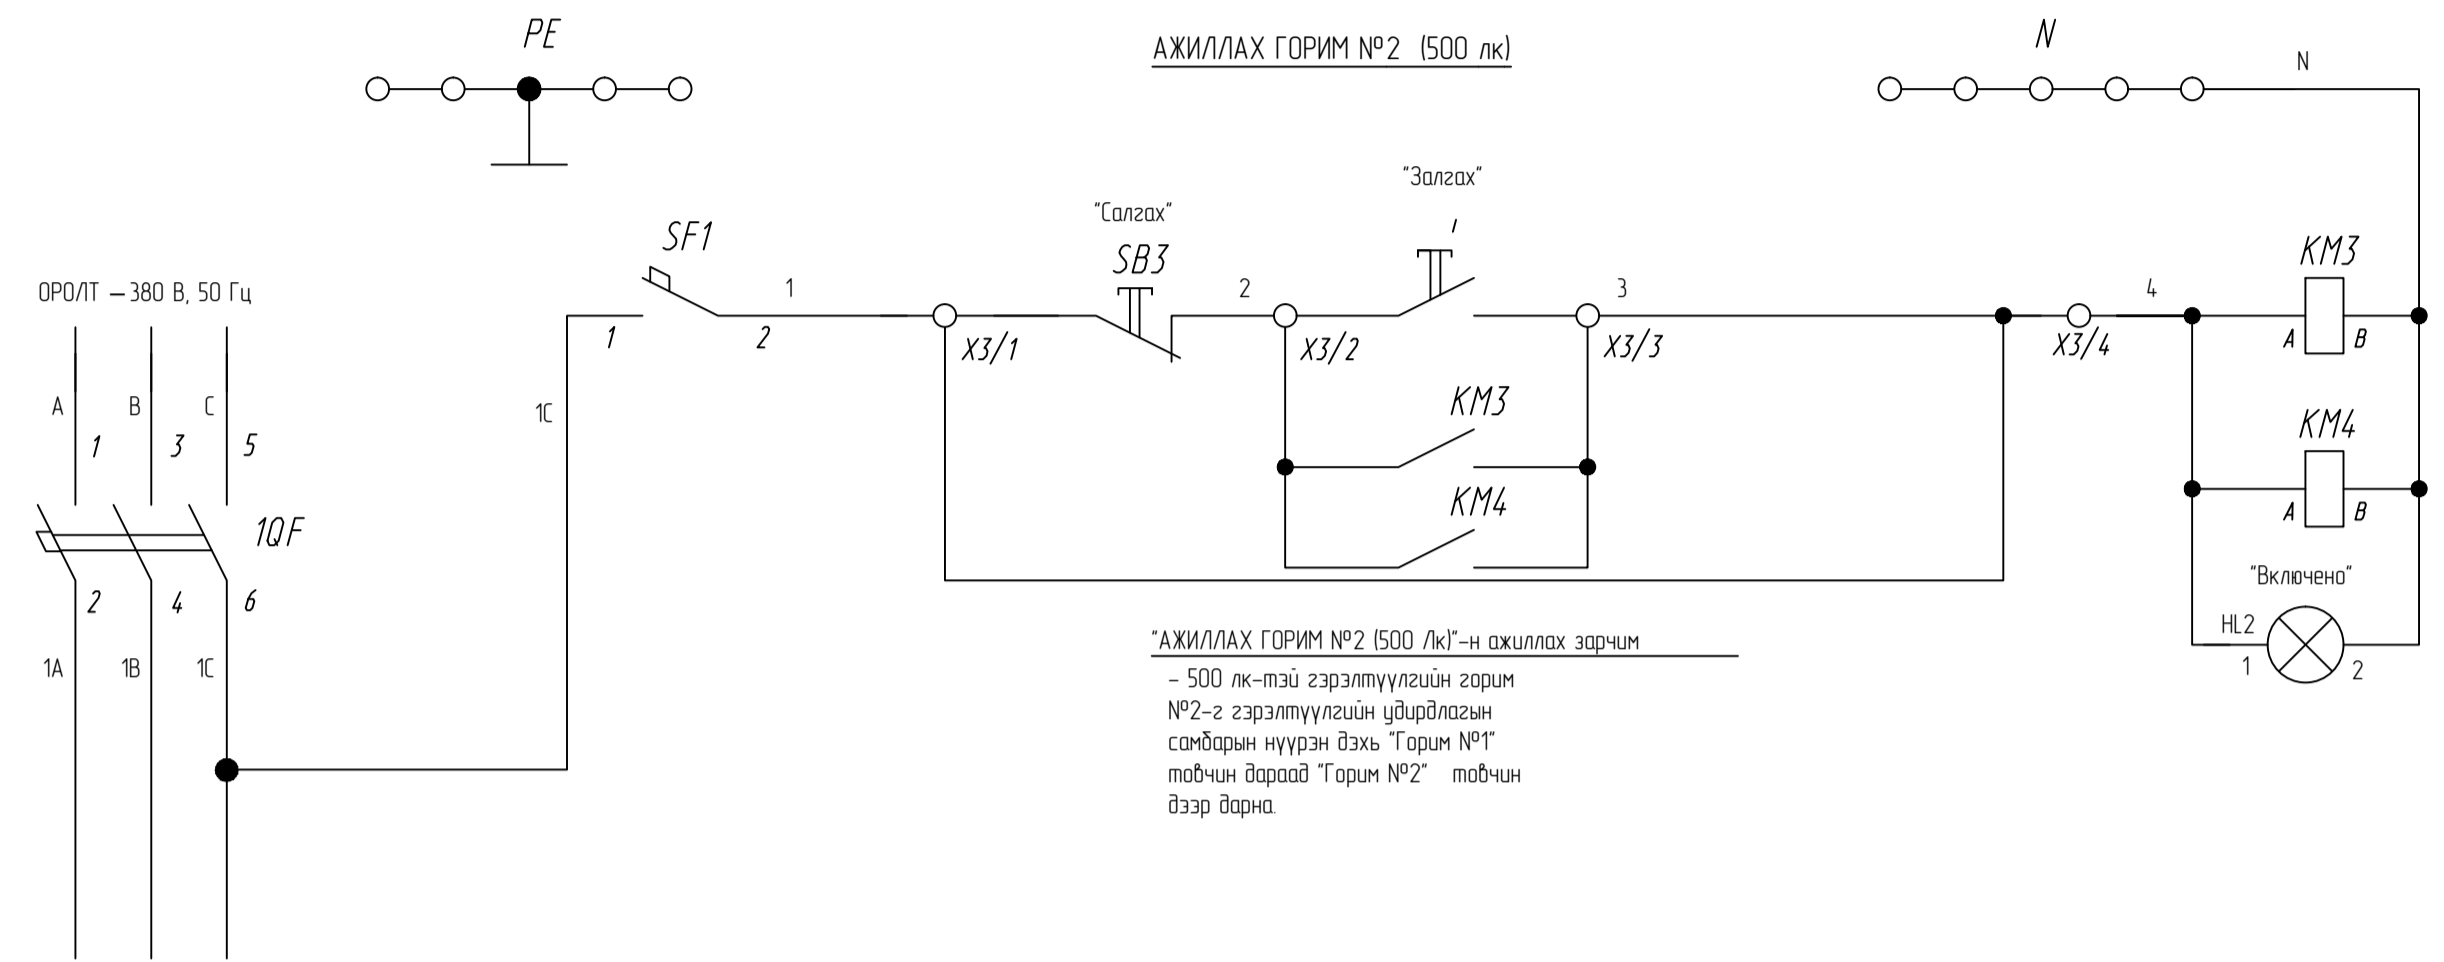 PE
АЖИЛЛАХ ГОРИМ №2 (500 лк)
N
N
"Залгах"
"Салгах"
SF1
SB3
KM3
ОРОЛТ —380 В, 50 Гц
1
2
3
4
1
2
X3/1
X3/2
X3/3
X3/4
A
B
A
B
C
1C
KM3
KM4
1
3
5
KM4
A
B
1QF
"Включено"
2
4
6
HL2
1
2
1A
1B
1C
"АЖИЛЛАХ ГОРИМ №2 (500 Лк)"-н ажиллах зарчим
- 500 лк-тэй гэрэлтүүлгийн горим
№2-г гэрэлтүүлгийн удирдлагын
самбарын нүүрэн дэхь "Горим №1"
товчин дараад "Горим №2" товчин
дээр дарна.